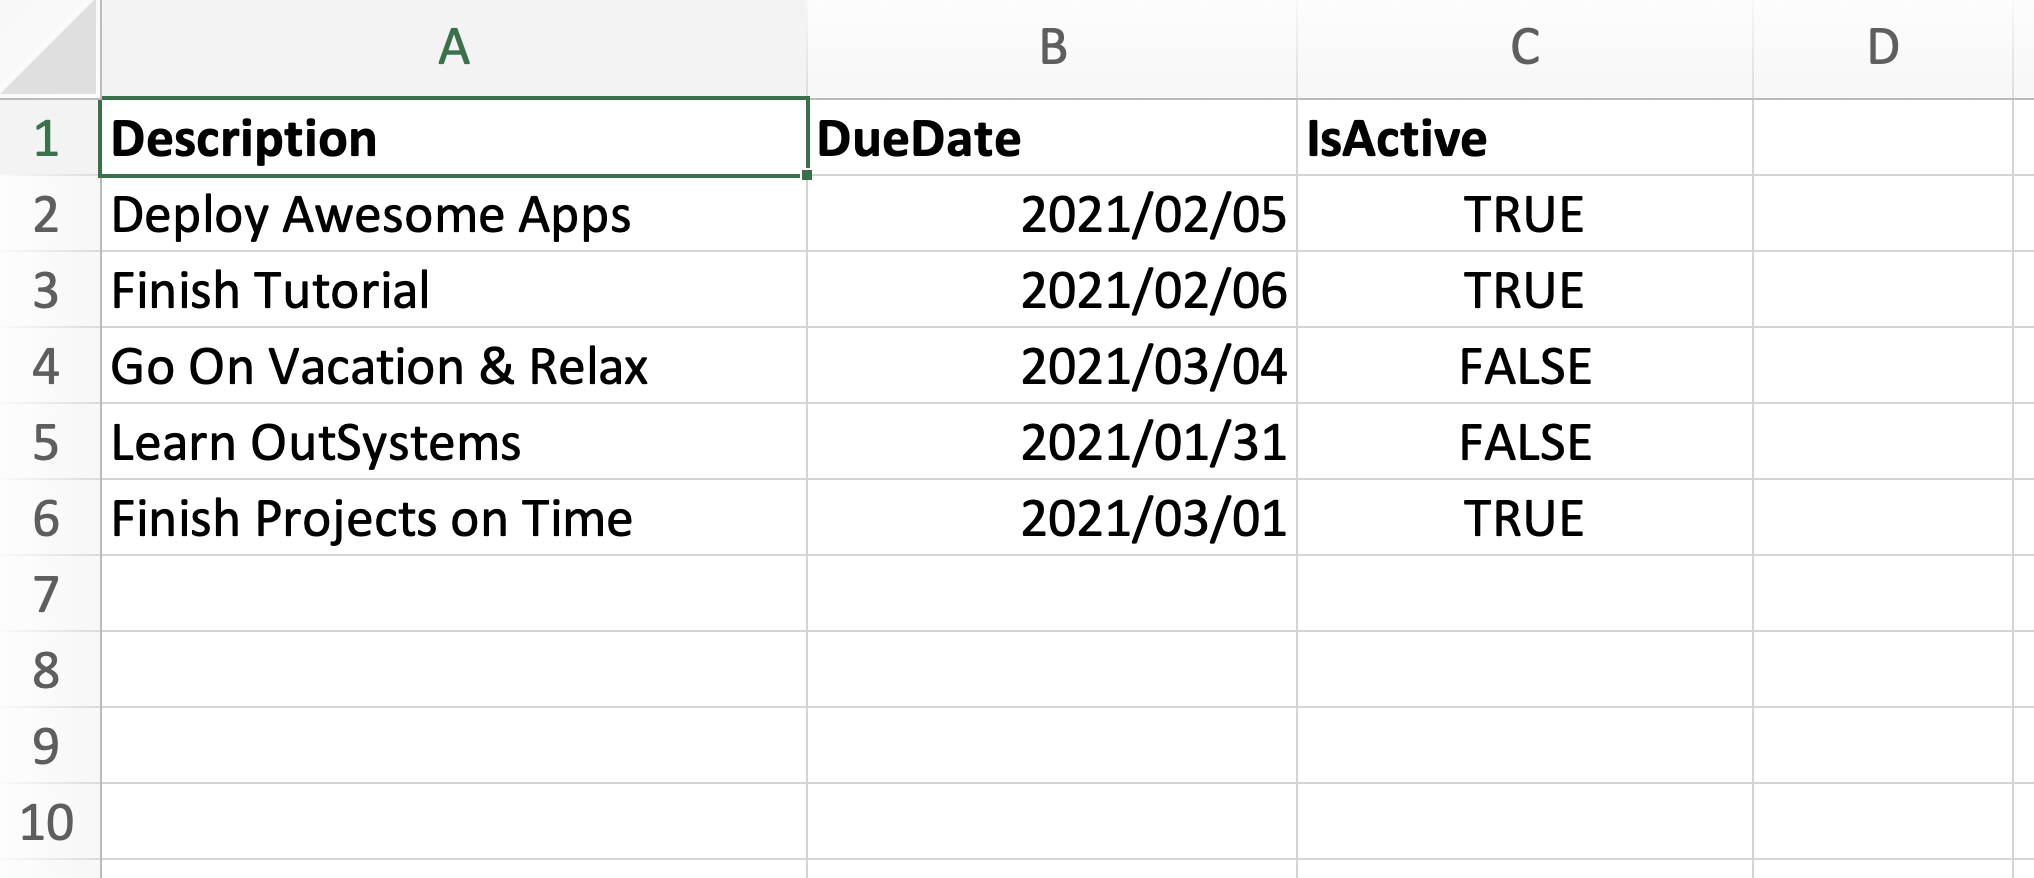 A B C D
1 Description DueDate IsActive
2 Deploy Awesome Apps 2021/02/05 TRUE
3 Finish Tutorial 2021/02/06 TRUE
4 Go On Vacation & Relax 2021/03/04 FALSE
5 Learn OutSystems 2021/01/31 FALSE
6 Finish Projects on Time 2021/03/01 TRUE
7
8
9
10